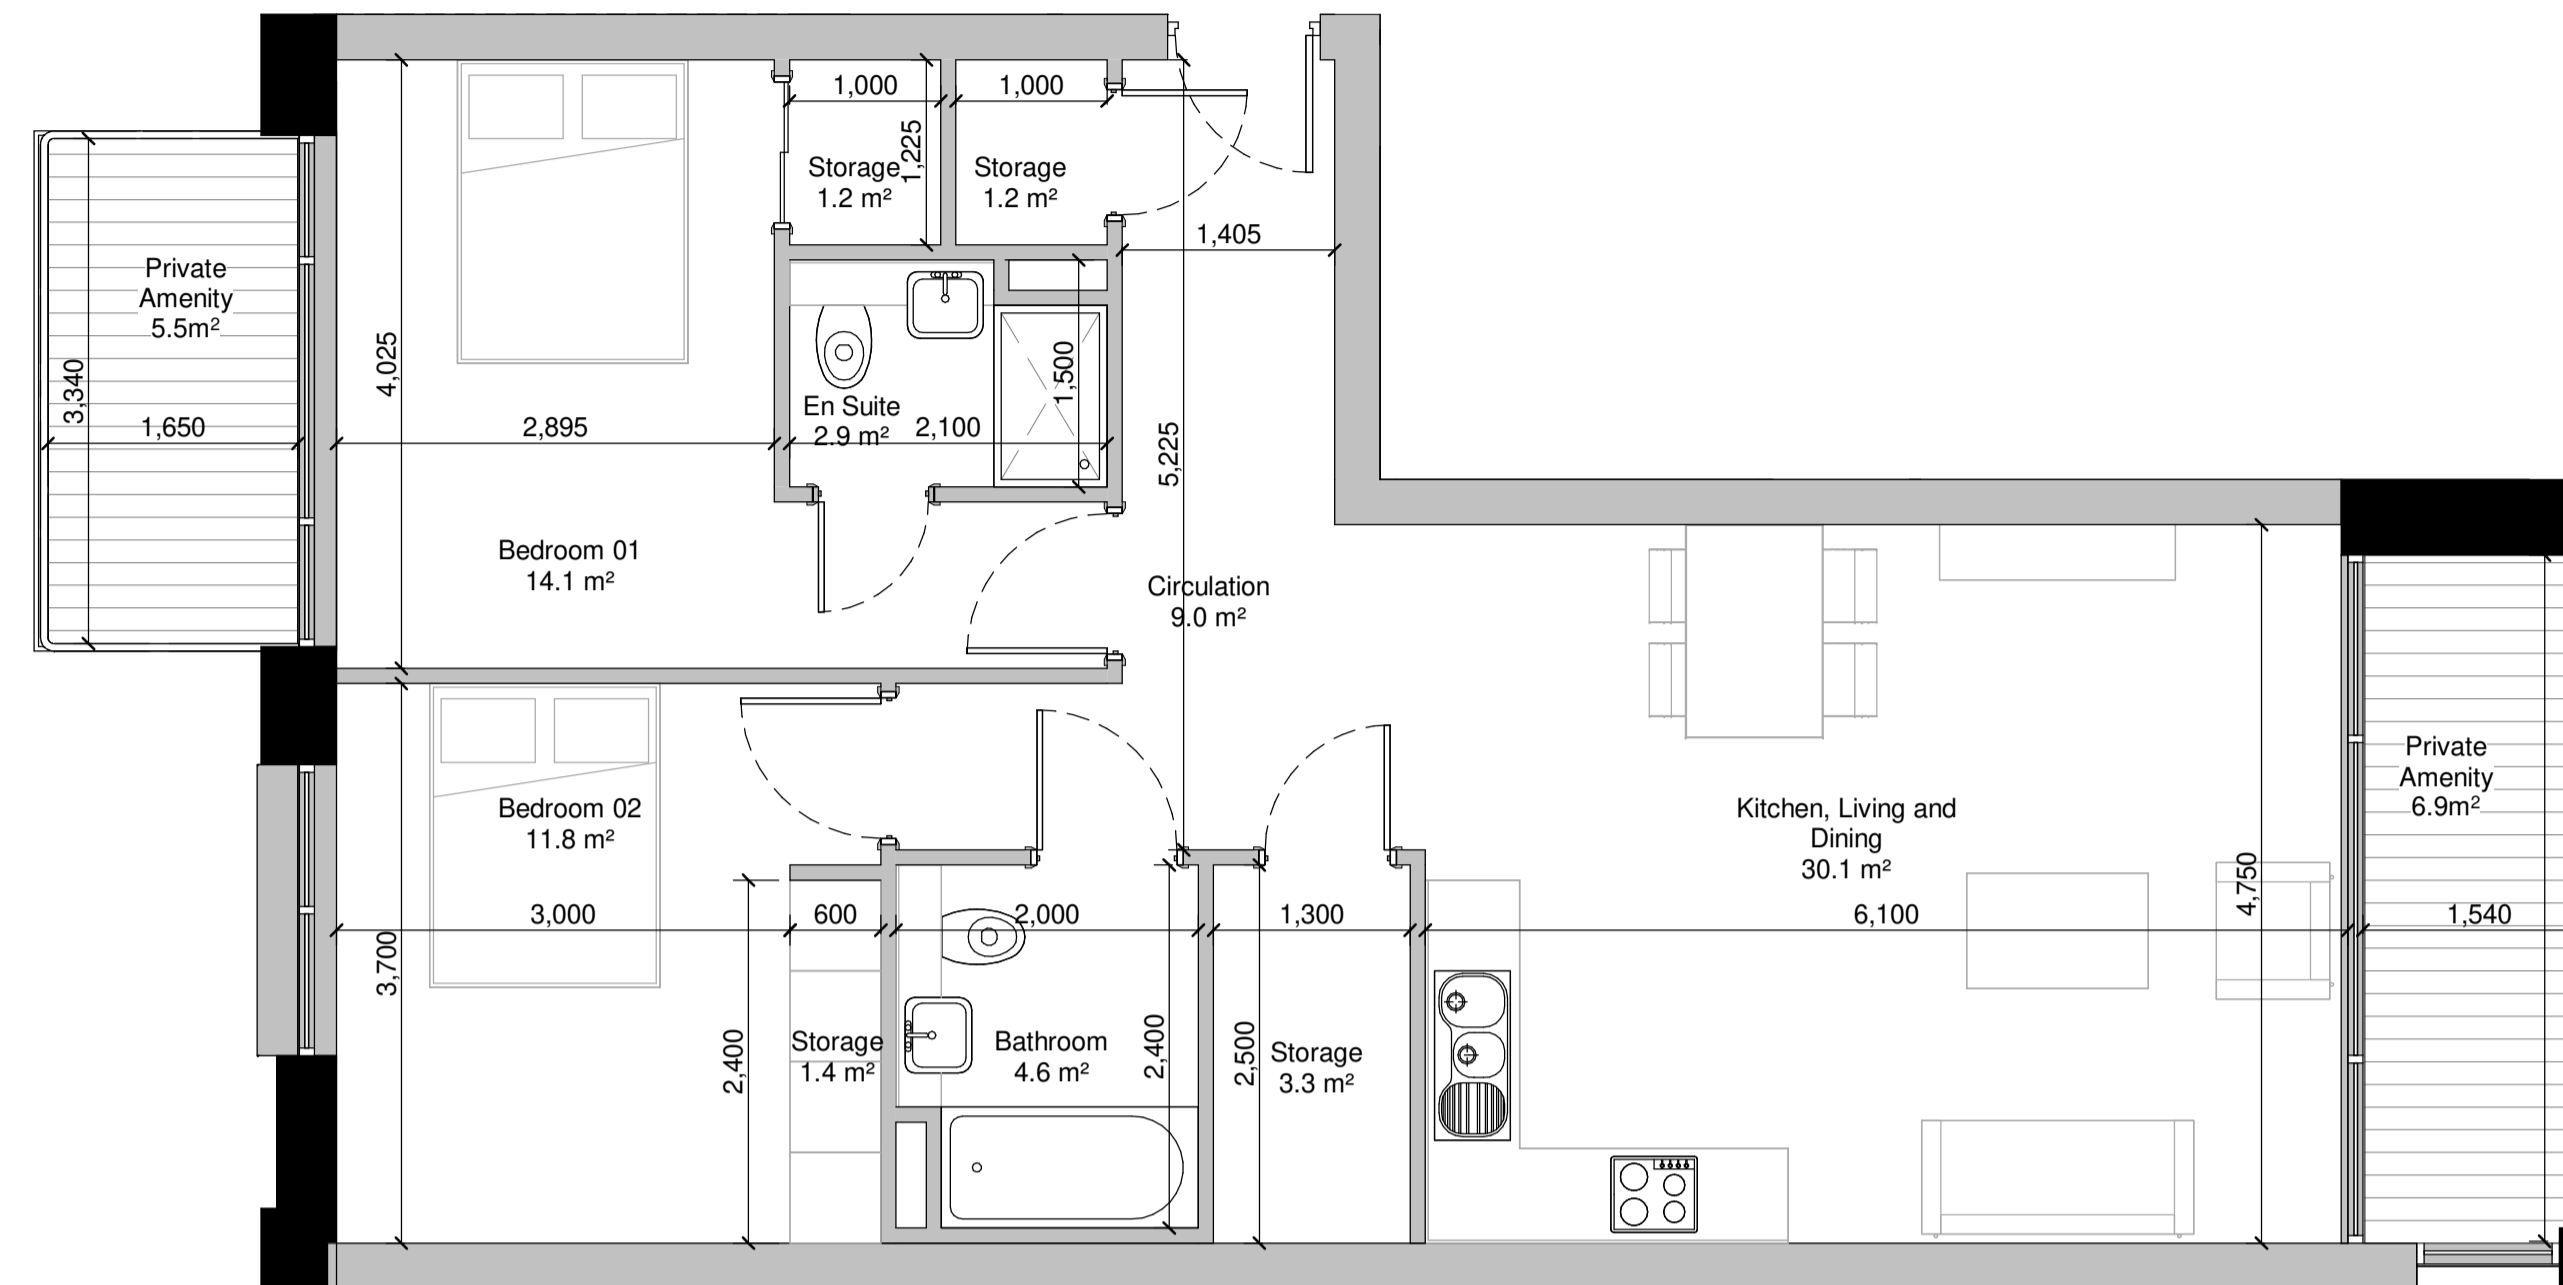 1,000
1,000
1,225
Storage
1.2 m²
Storage
1.2 m²
1,405
Private
Amenity
5.5m²
3,340
1,650
4,025
2,895
1,500
En Suite
2.9 m²
2,100
5,225
Bedroom 01
14.1 m²
Circulation
9.0 m²
Private
Amenity
6.9m²
Bedroom 02
11.8 m²
Kitchen, Living and
Dining
30.1 m²
4,750
3,000
600
2,000
1,300
6,100
1,540
3,700
2,400
Storage
1.4 m²
Bathroom
4.6 m²
2,400
2,500
Storage
3.3 m²